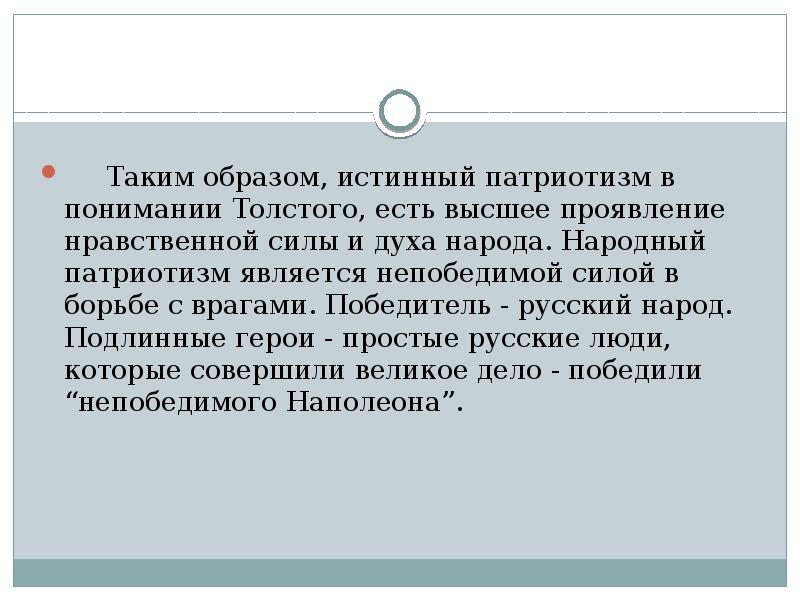 Таким образом, истинный патриотизм в
понимании Толстого, есть высшее проявление
нравственной силы и духа народа. Народный
патриотизм является непобедимой силой в
борьбе с врагами. Победитель - русский народ.
Подлинные герои - простые русские люди,
которые совершили великое дело - победили
“непобедимого Наполеона”.